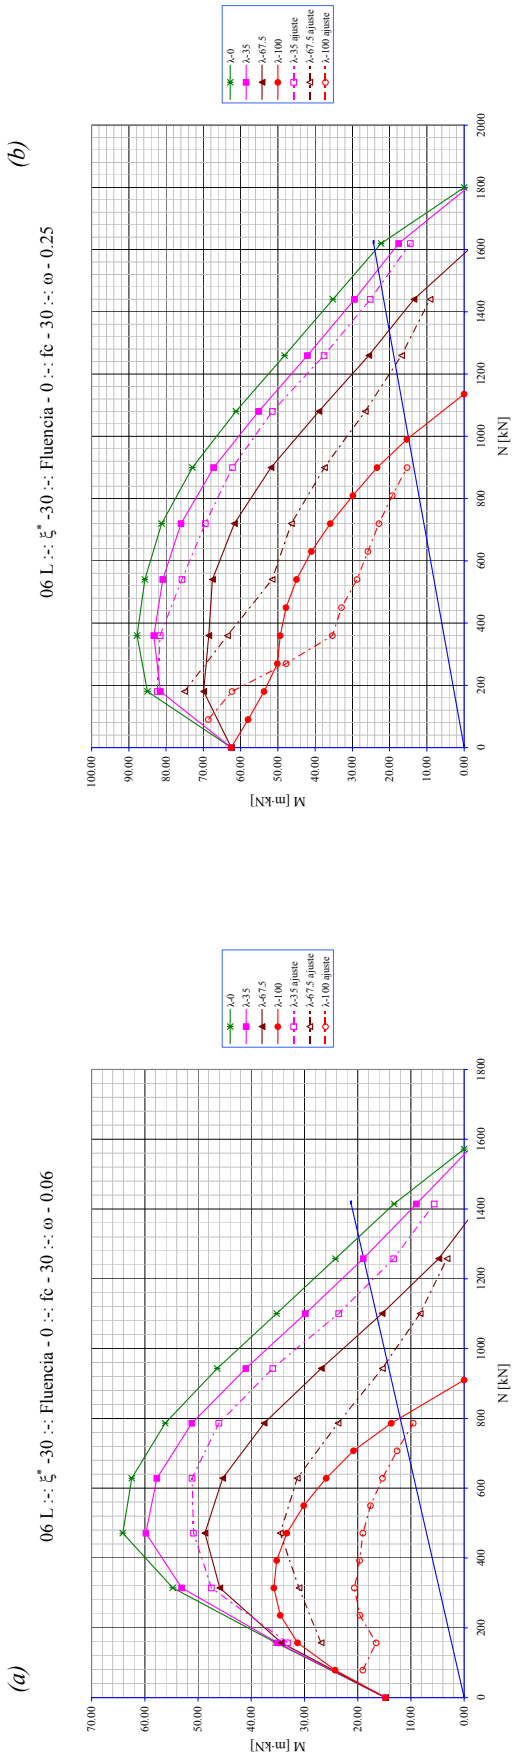 (a)
06 L :-: ξ* -30 :-: Fluencia - 0 :-: fc - 30 :-: ω - 0.06
M [m·kN]
70.00
60.00
50.00
40.00
30.00
20.00
10.00
0.00
0
200
400
600
800
1000
1200
1400
1600
1800
N [kN]
λ-0
λ-35
λ-67.5
λ-100
λ-35 ajuste
λ-67.5 ajuste
λ-100 ajuste
(b)
06 L :-: ξ* -30 :-: Fluencia - 0 :-: fc - 30 :-: ω - 0.25
M [m·kN]
100.00
90.00
80.00
70.00
60.00
50.00
40.00
30.00
20.00
10.00
0.00
0
200
400
600
800
1000
1200
1400
1600
1800
2000
N [kN]
λ-0
λ-35
λ-67.5
λ-100
λ-35 ajuste
λ-67.5 ajuste
λ-100 ajuste